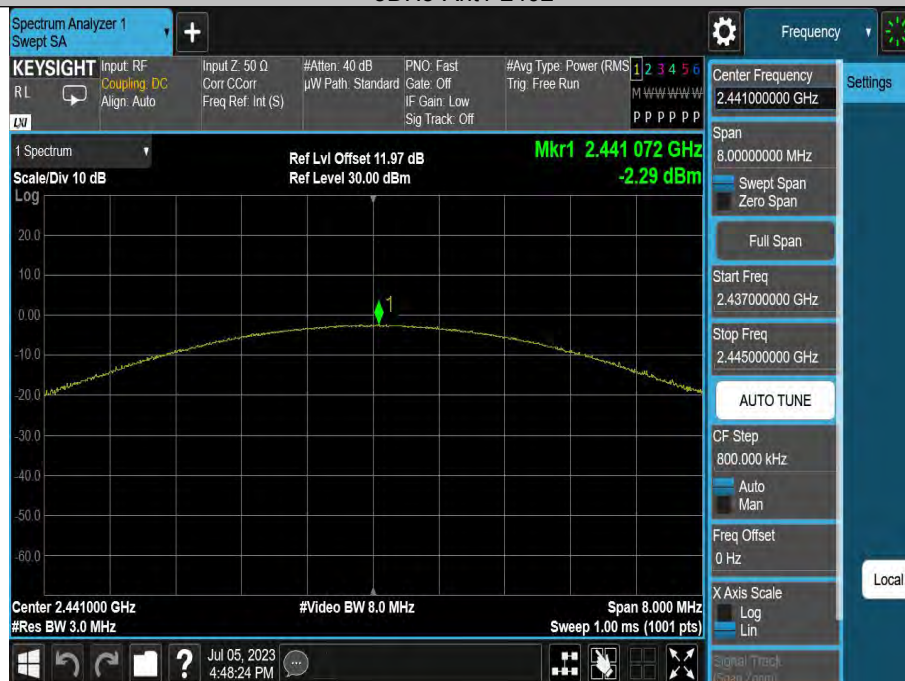 Spectrum Analyzer 1
Swept SA
+
Frequency
KEYSIGHT
RL
LXI
Input: RF
Coupling: DC
Align: Auto
Input Z: 50 Ω
Corr CCorr
Freq Ref: Int (S)
#Atten: 40 dB
µW Path: Standard
PNO: Fast
Gate: Off
IF Gain: Low
Sig Track: Off
#Avg Type: Power (RMS
Trig: Free Run
1 2 3 4 5 6
M W W W W W
P P P P P P
1 Spectrum
Scale/Div 10 dB
Log
Ref Lvl Offset 11.97 dB
Ref Level 30.00 dBm
Mkr1 2.441 072 GHz
-2.29 dBm
20.0
10.0
0.00
-10.0
-20.0
-30.0
-40.0
-50.0
-60.0
1
Center 2.441000 GHz
#Res BW 3.0 MHz
#Video BW 8.0 MHz
Span 8.000 MHz
Sweep 1.00 ms (1001 pts)
Center Frequency
2.441000000 GHz
Settings
Span
8.00000000 MHz
Swept Span
Zero Span
Full Span
Start Freq
2.437000000 GHz
Stop Freq
2.445000000 GHz
AUTO TUNE
CF Step
800.000 kHz
Auto
Man
Freq Offset
0 Hz
Local
X Axis Scale
Log
Lin
Signal Track
(Span Zoom)
?
Jul 05, 2023
4:48:24 PM